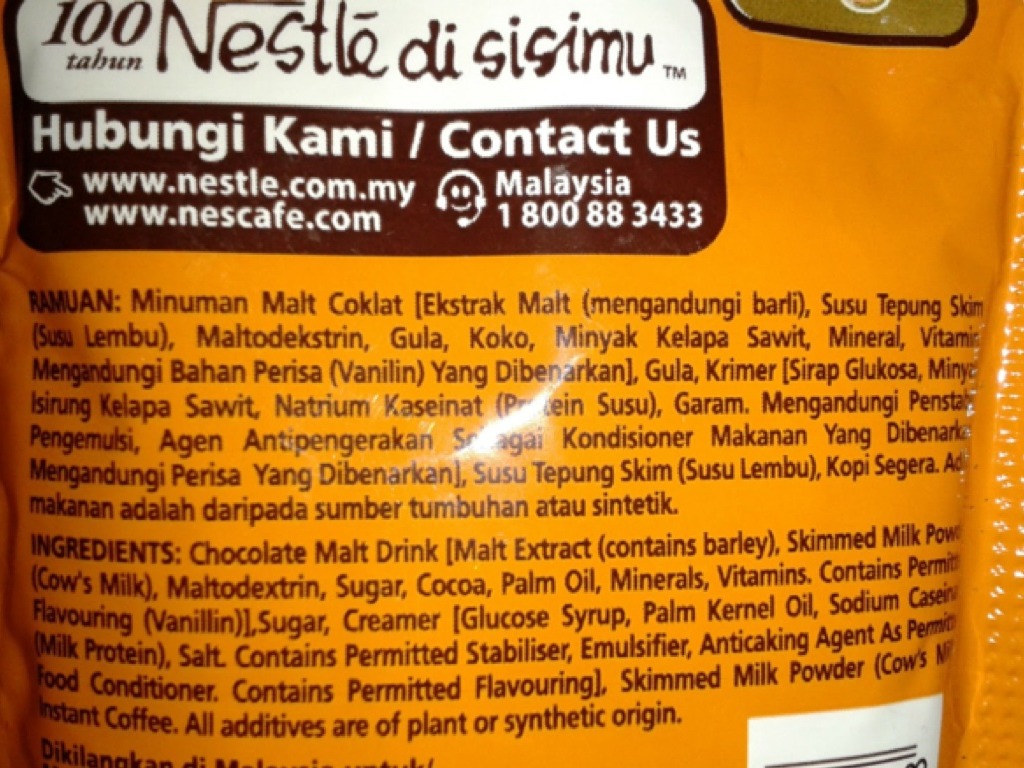 100
tahun
Nestlé di sisimu™
Hubungi Kami / Contact Us
www.nestle.com.my
www.nescafe.com
Malaysia
1 800 88 3433
RAMUAN: Minuman Malt Coklat [Ekstrak Malt (mengandungi barli), Susu Tepung Skim
(Susu Lembu), Maltodekstrin, Gula, Koko, Minyak Kelapa Sawit, Mineral, Vitamin
Mengandungi Bahan Perisa (Vanilin) Yang Dibenarkan], Gula, Krimer [Sirap Glukosa,
Isirung Kelapa Sawit, Natrium Kaseinat (Protein Susu), Garam. Mengandungi
Pengemulsi, Agen Antipengerakan Sebagai Kondisioner Makanan Yang
Mengandungi Perisa Yang Dibenarkan], Susu Tepung Skim (Susu Lembu), Kopi Segera.
makanan adalah daripada sumber tumbuhan atau sintetik.
INGREDIENTS: Chocolate Malt Drink [Malt Extract (contains barley), Skimmed Milk
(Cow's Milk), Maltodextrin, Sugar, Cocoa, Palm Oil, Minerals, Vitamins. Contains
Flavouring (Vanillin)],Sugar, Creamer [Glucose Syrup, Palm Kernel Oil, Sodium
(Milk Protein), Salt. Contains Permitted Stabiliser, Emulsifier, Anticaking Agent As
Food Conditioner. Contains Permitted Flavouring], Skimmed Milk Powder (Cow's
Instant Coffee. All additives are of plant or synthetic origin.
Dikilangkan di Malaysia untuk/